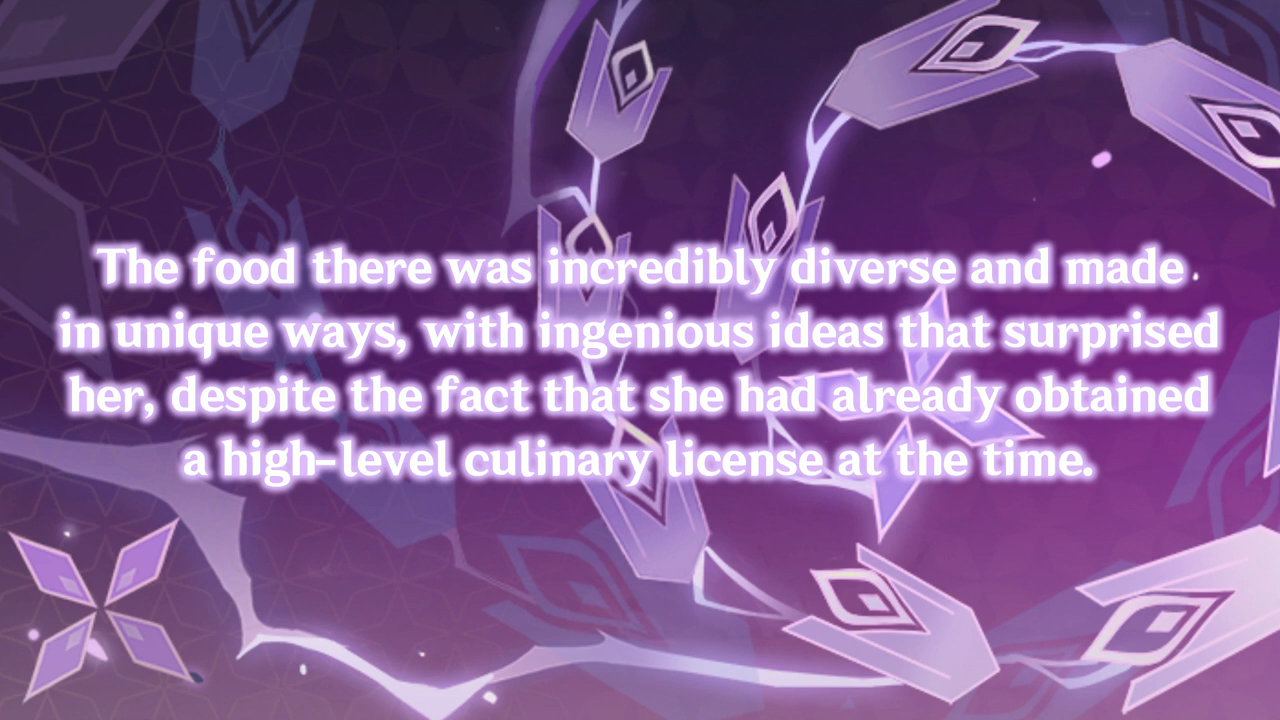 The food there was incredibly diverse and made
in unique ways, with ingenious ideas that surprised
her, despite the fact that she had already obtained
a high-level culinary license at the time.